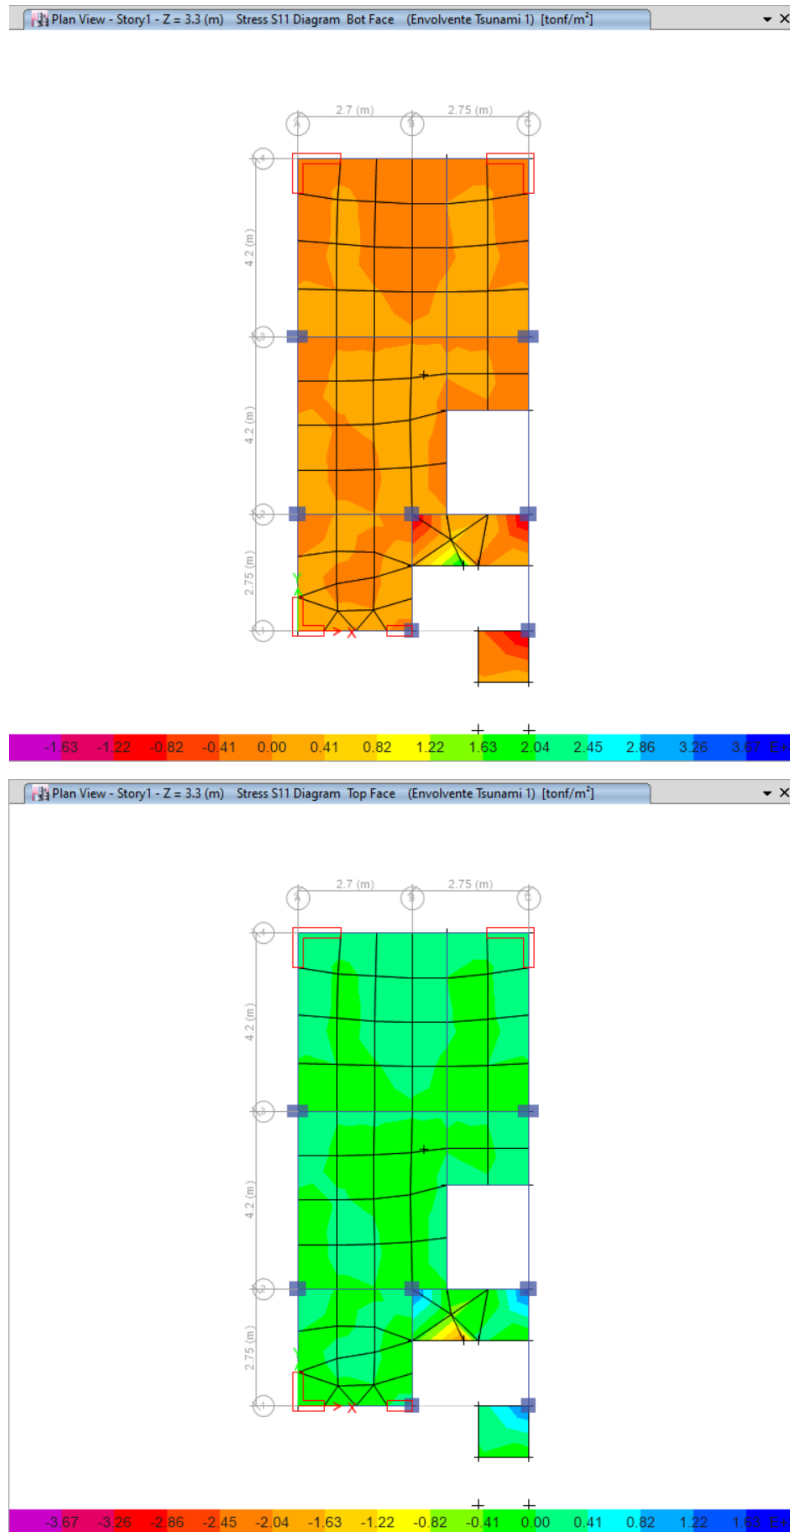 Plan View - Story1 - Z = 3.3 (m) Stress S11 Diagram Bot Face (Envolvente Tsunami 1) [tonf/m²]
2.7 (m) 2.75 (m)
A B C
4.2 (m)
4.2 (m)
2.75 (m)
Y
X
-1.63 -1.22 -0.82 -0.41 0.00 0.41 0.82 1.22 1.63 2.04 2.45 2.86 3.26 3.67
Plan View - Story1 - Z = 3.3 (m) Stress S11 Diagram Top Face (Envolvente Tsunami 1) [tonf/m²]
2.7 (m) 2.75 (m)
A B C
4.2 (m)
4.2 (m)
2.75 (m)
Y
X
-3.67 -3.26 -2.86 -2.45 -2.04 -1.63 -1.22 -0.82 -0.41 0.00 0.41 0.82 1.22 1.63